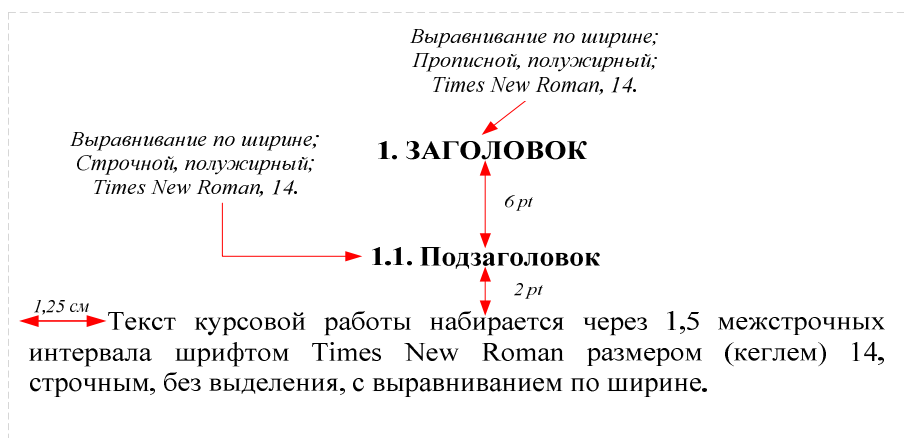 Выравнивание по ширине;
Прописной, полужирный;
Times New Roman, 14.
Выравнивание по ширине;
Строчной, полужирный;
Times New Roman, 14.
1. ЗАГОЛОВОК
6 pt
1.1. Подзаголовок
2 pt
1,25 см
Текст курсовой работы набирается через 1,5 межстрочных
интервала шрифтом Times New Roman размером (кеглем) 14,
строчным, без выделения, с выравниванием по ширине.